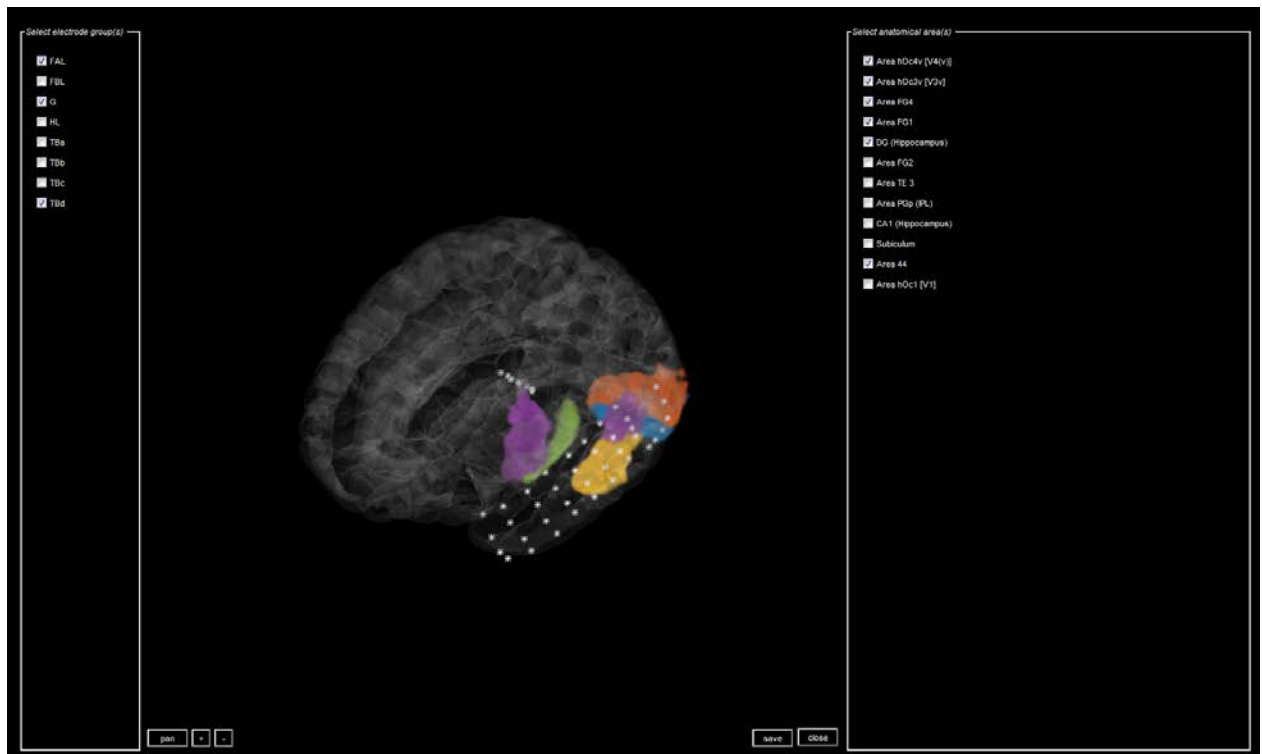 Select electrode group(s)
FAL
FBL
G
HL
TBa
TBb
TBc
TBd
Select anatomical area(s)
Area hOc4v [V4(v)]
Area hOc3v [V3v]
Area FG4
Area FG1
DG (Hippocampus)
Area FG2
Area TE 3
Area PGp (IPL)
CA1 (Hippocampus)
Subiculum
Area 44
Area hOc1 [V1]
pan + -
save close